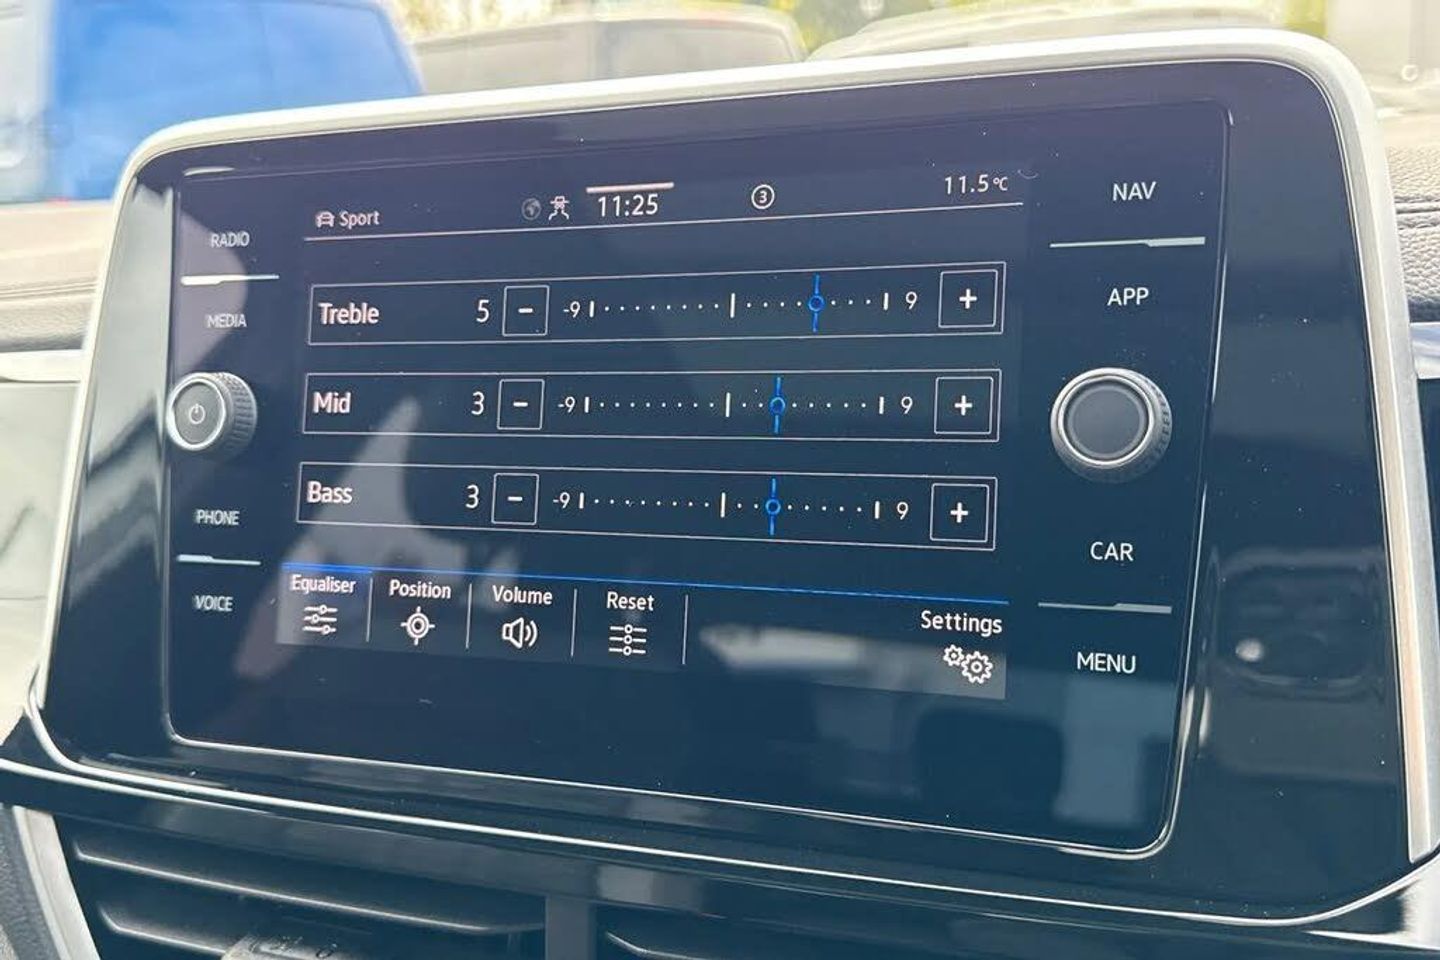 RADIO
MEDIA
PHONE
VOICE
Sport
11:25
3
11.5°C
Treble 5 - -9 9 +
Mid 3 - -9 9 +
Bass 3 - -9 9 +
Equaliser
Position
Volume
Reset
Settings
NAV
APP
CAR
MENU